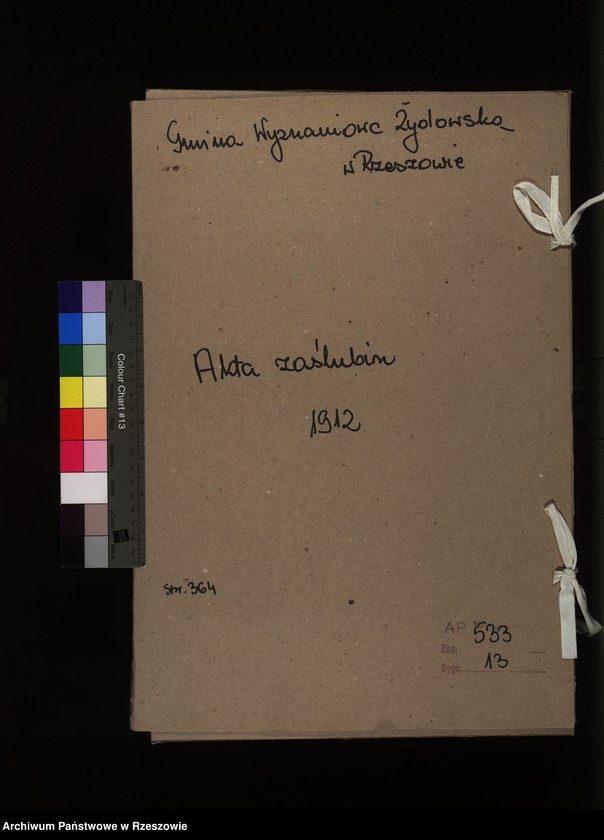 Gmina Wyznaniowa Żydowska
w Rzeszowie
Akta zaślubin
1912
Colour Chart #13
str. 364
AP 533
Zes: 13
Sygn.
Archiwum Państwowe w Rzeszowie